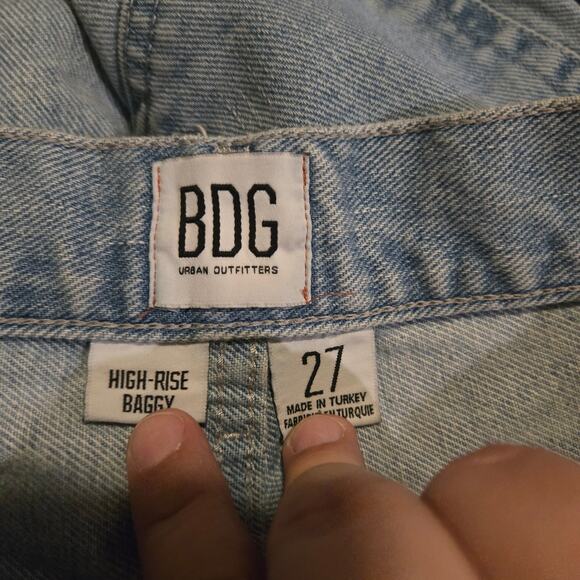 BDG
URBAN OUTFITTERS
HIGH-RISE
BAGGY
27
MADE IN TURKEY
EN TURQUIE